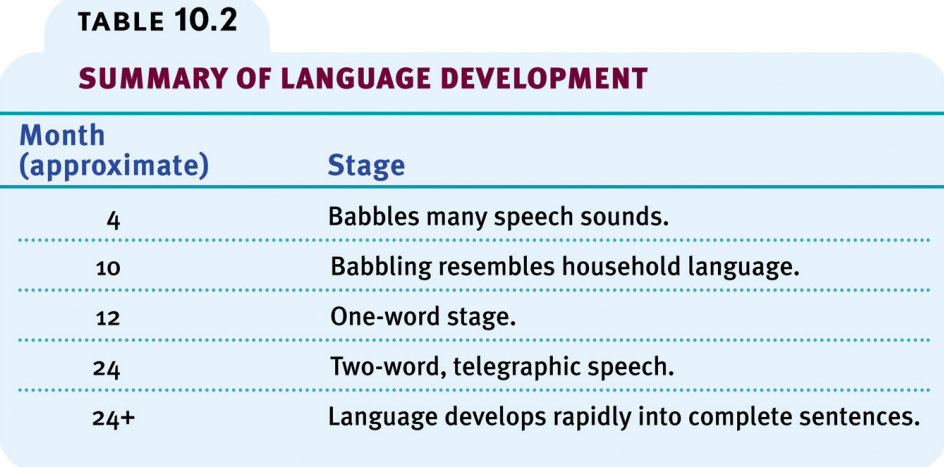 TABLE 10.2
SUMMARY OF LANGUAGE DEVELOPMENT
Month
(approximate) Stage
4 Babbles many speech sounds.
10 Babbling resembles household language.
12 One-word stage.
24 Two-word, telegraphic speech.
24+ Language develops rapidly into complete sentences.